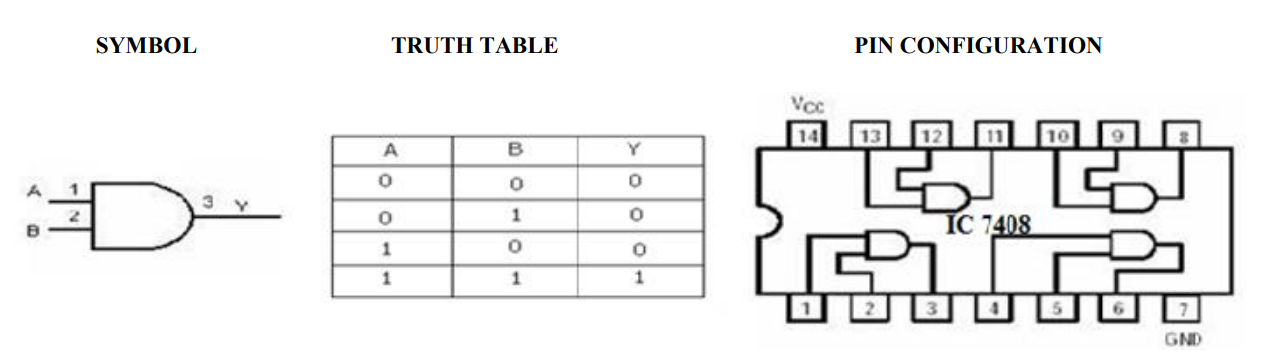 SYMBOL TRUTH TABLE PIN CONFIGURATION
Vcc
14 13 12 11 10 9 8
A B Y
0 0 0
0 1 0
1 0 0
1 1 1
A 1
2
B
3 Y
IC 7408
1 2 3 4 5 6 7
GND